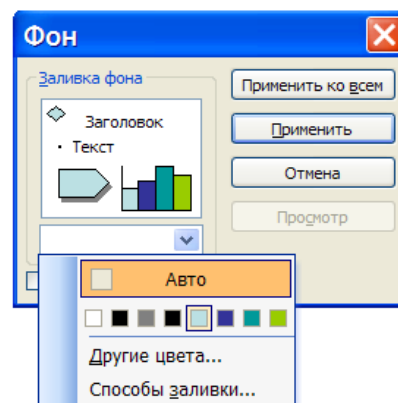 Фон
Заливка фона
Заголовок
· Текст
Применить ко всем
Применить
Отмена
Просмотр
Авто
Другие цвета...
Способы заливки...